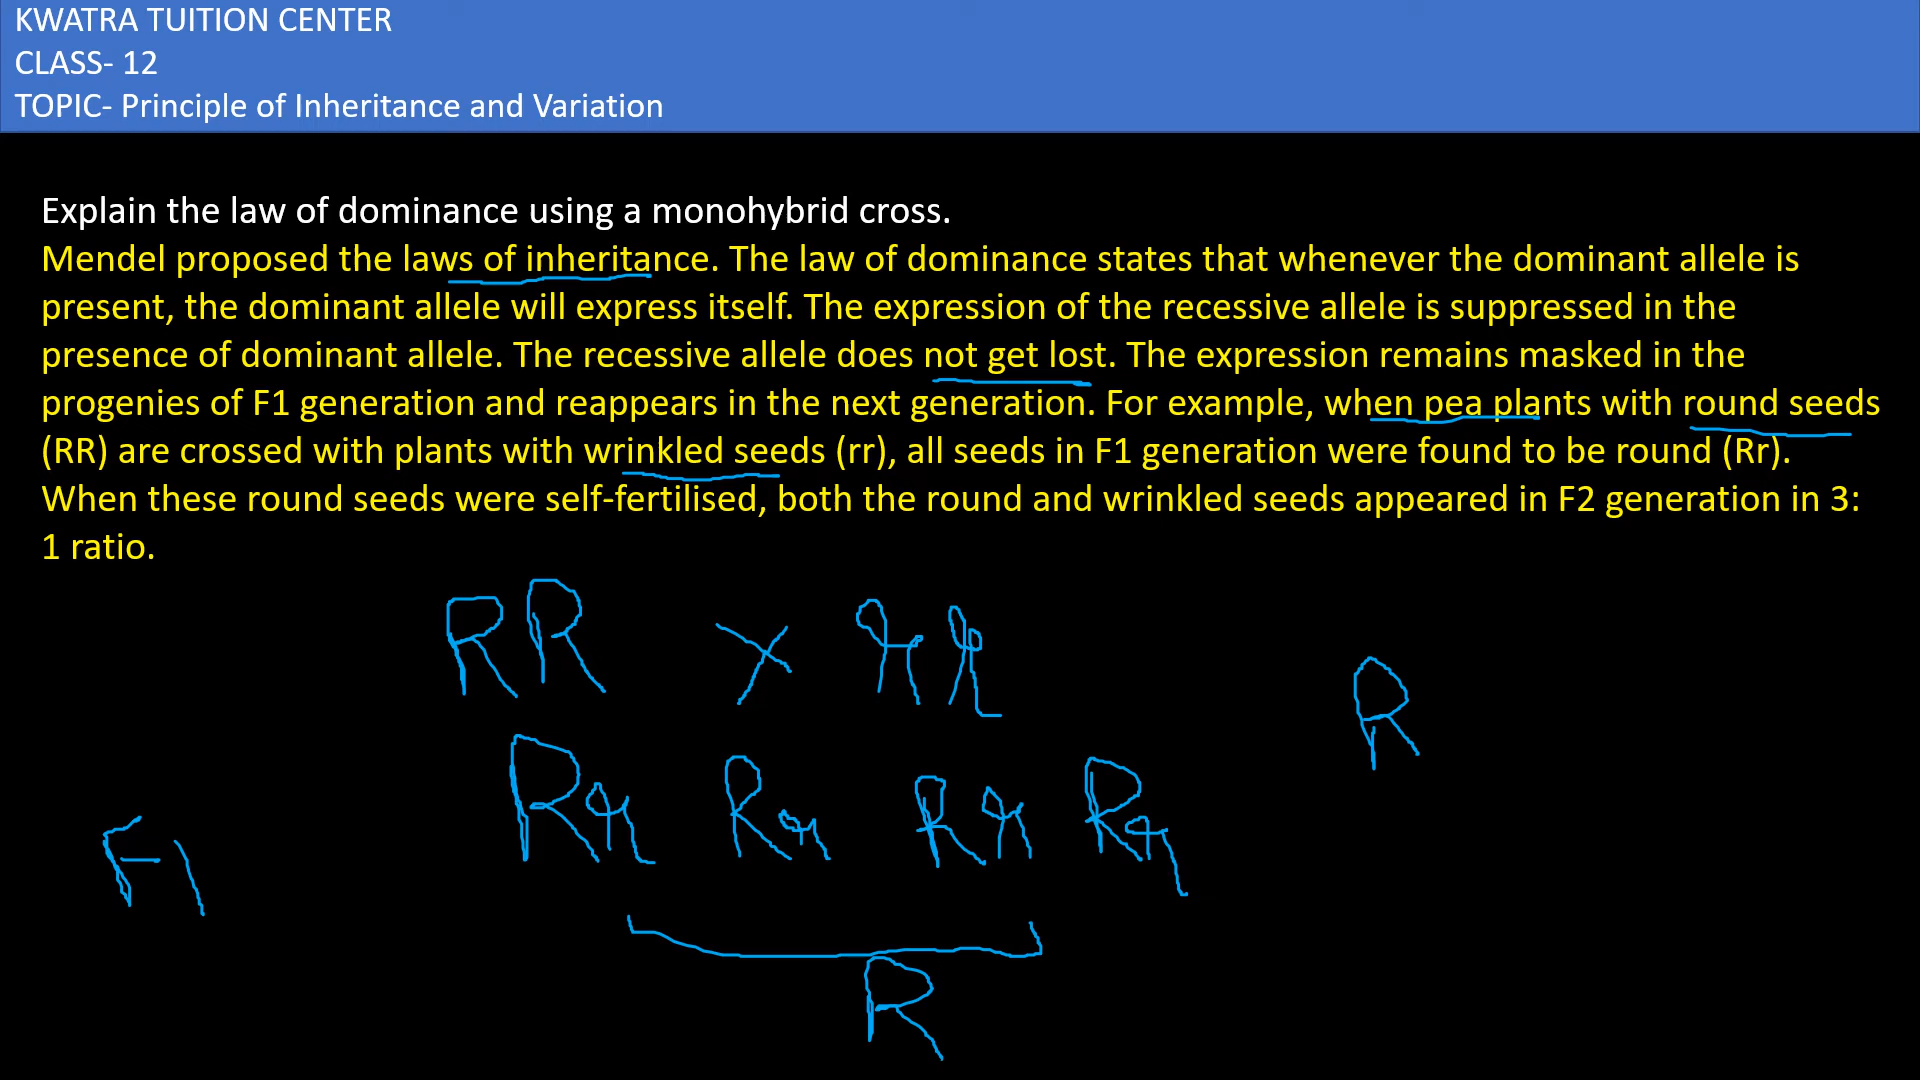 KWATRA TUITION CENTER
CLASS- 12
TOPIC- Principle of Inheritance and Variation
Explain the law of dominance using a monohybrid cross.
Mendel proposed the laws of inheritance. The law of dominance states that whenever the dominant allele is
present, the dominant allele will express itself. The expression of the recessive allele is suppressed in the
presence of dominant allele. The recessive allele does not get lost. The expression remains masked in the
progenies of F1 generation and reappears in the next generation. For example, when pea plants with round seeds
(RR) are crossed with plants with wrinkled seeds (rr), all seeds in F1 generation were found to be round (Rr).
When these round seeds were self-fertilised, both the round and wrinkled seeds appeared in F2 generation in 3:
1 ratio.
RR x rr
R
Rr Rr Rr Rr
F1
R